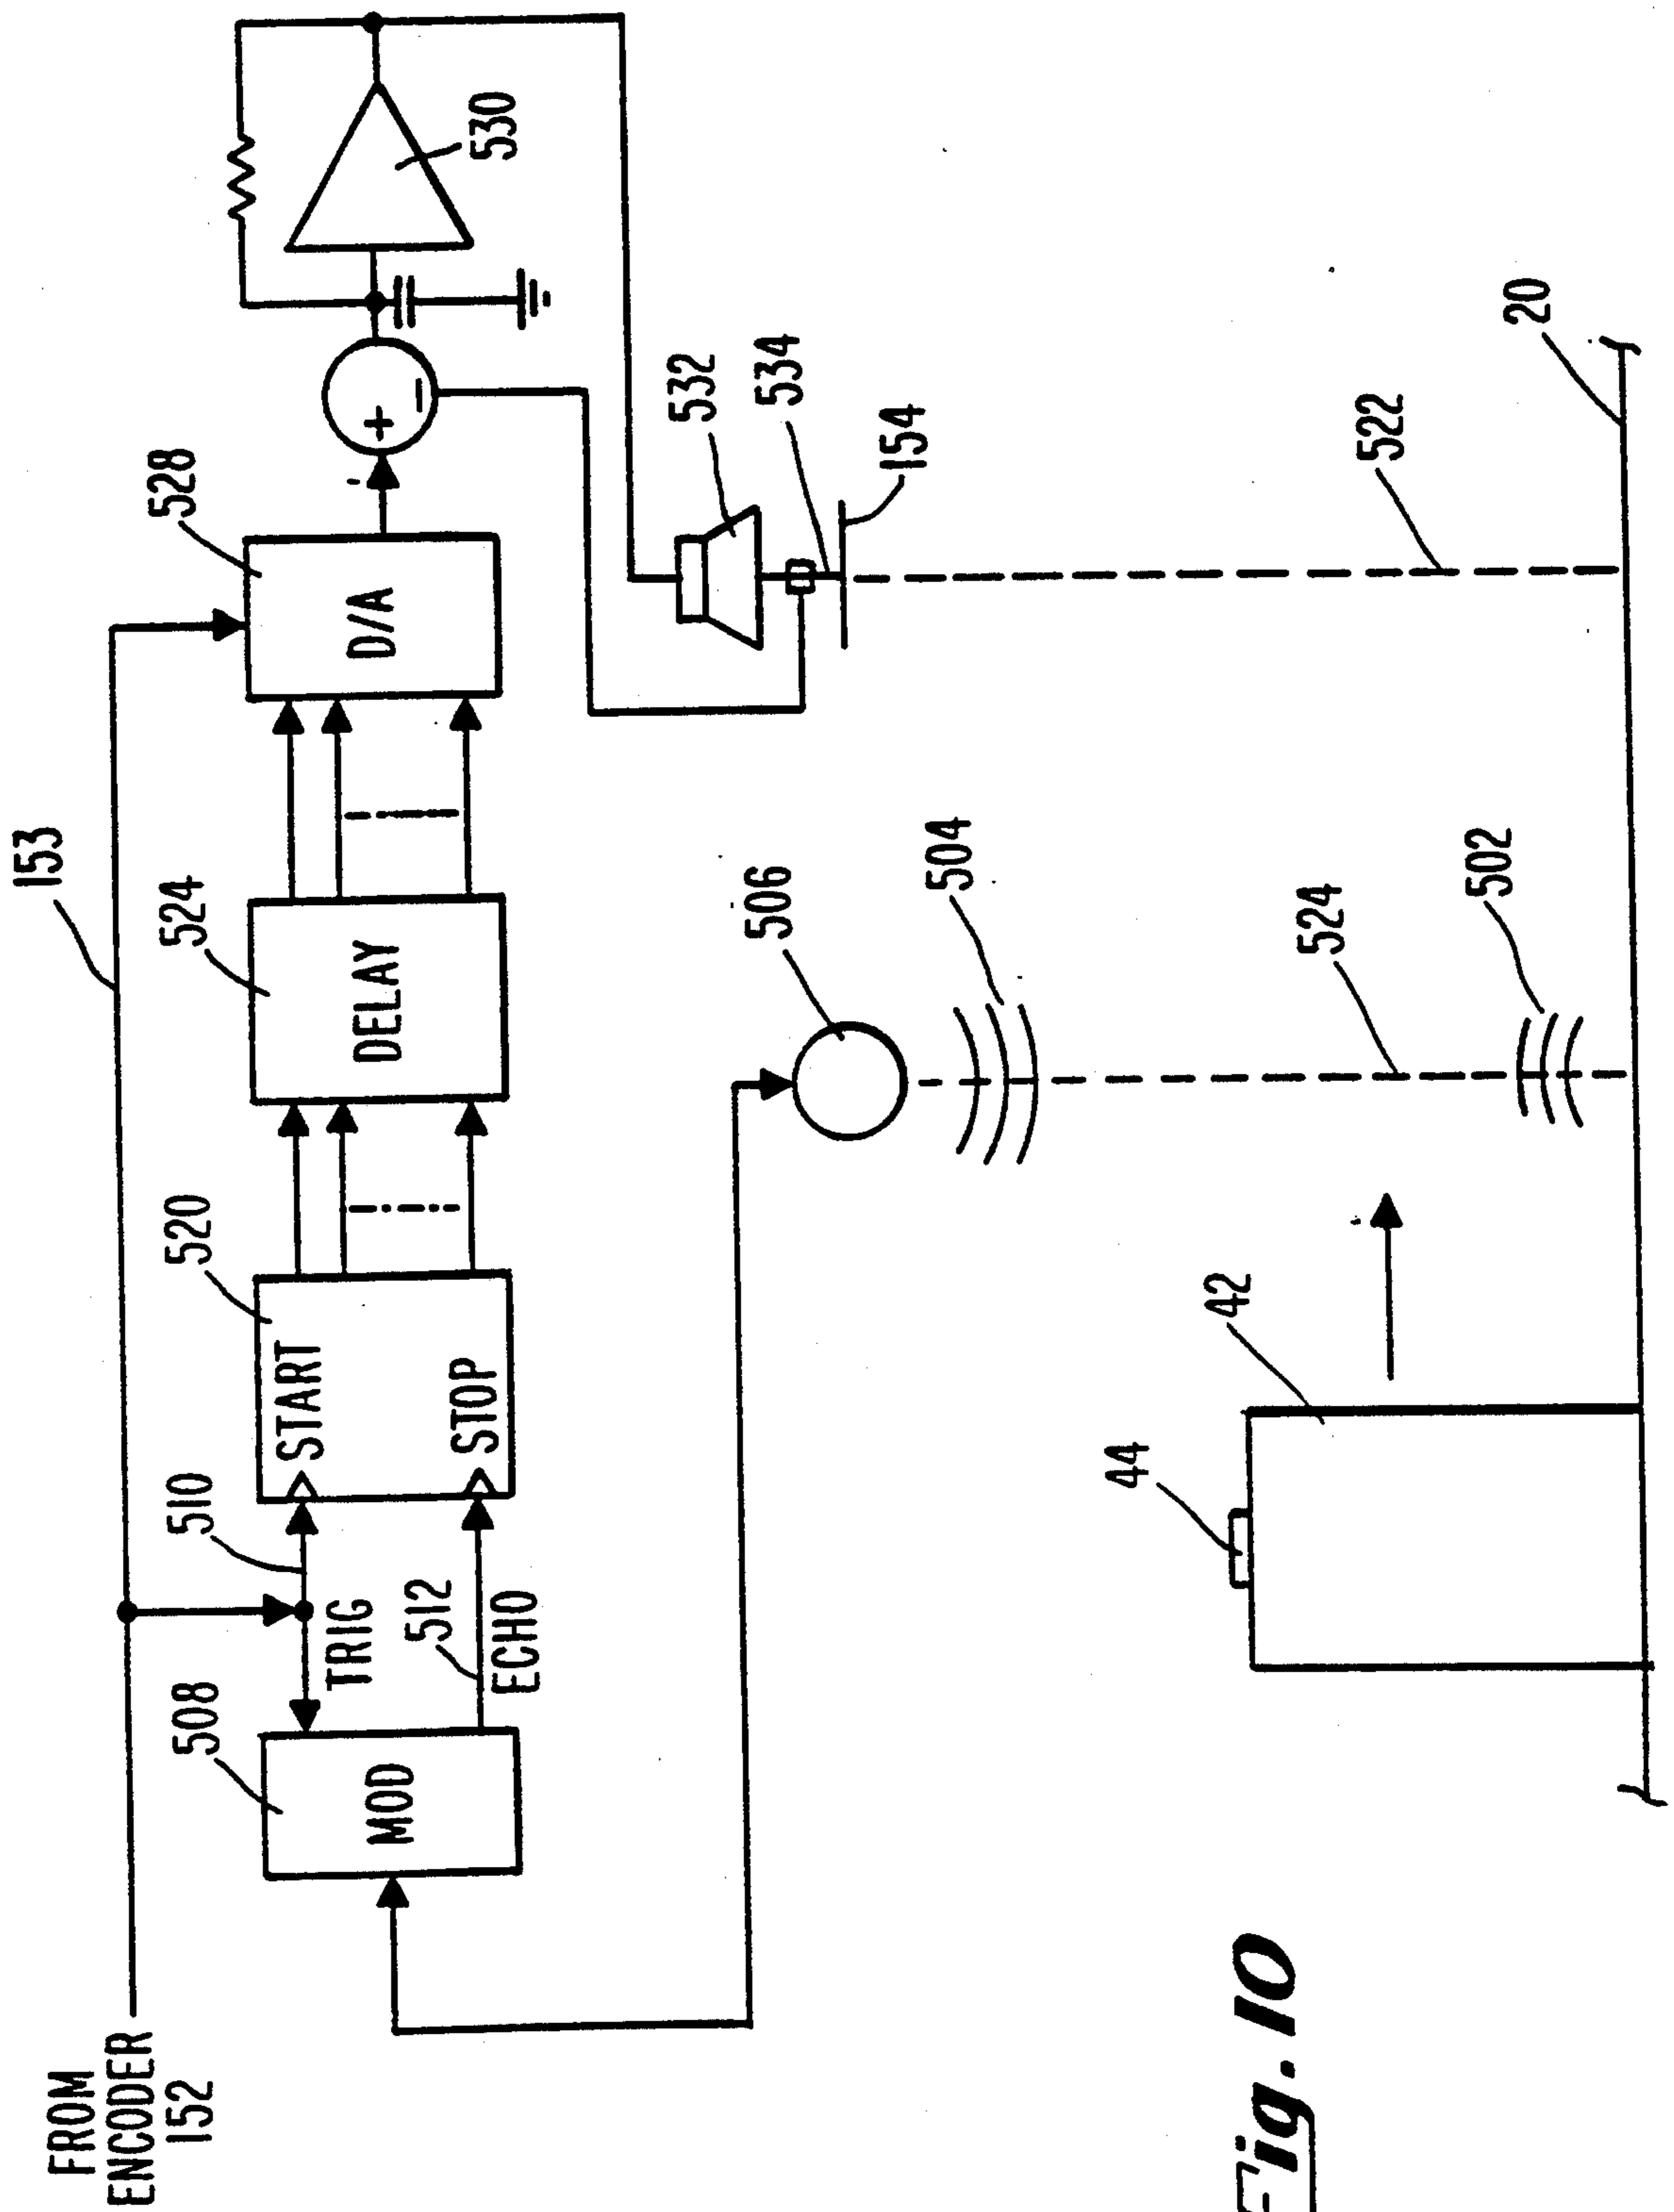 FROM
ENCODER
152
153
508
MOD
TRIG
510
512
ECHO
520
START
STOP
524
DELAY
528
D/A
+
−
530
532
534
154
506
504
524
502
522
20
44
42
Fig. 10